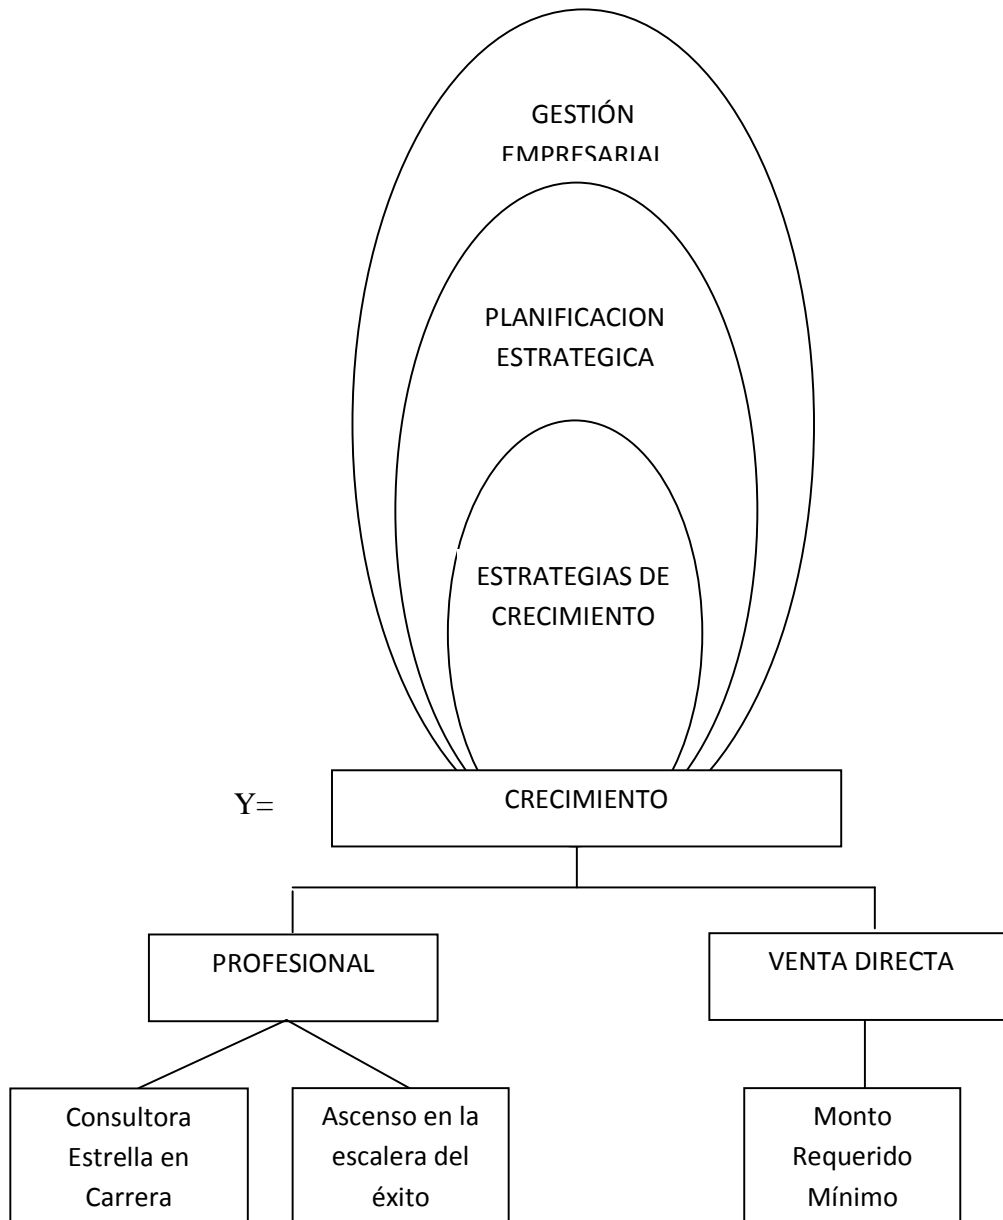 GESTIÓN
EMPRESARIAL
PLANIFICACION
ESTRATEGICA
ESTRATEGIAS DE
CRECIMIENTO
Y=
CRECIMIENTO
PROFESIONAL
VENTA DIRECTA
Consultora
Estrella en
Carrera
Ascenso en la
escalera del
éxito
Monto
Requerido
Mínimo